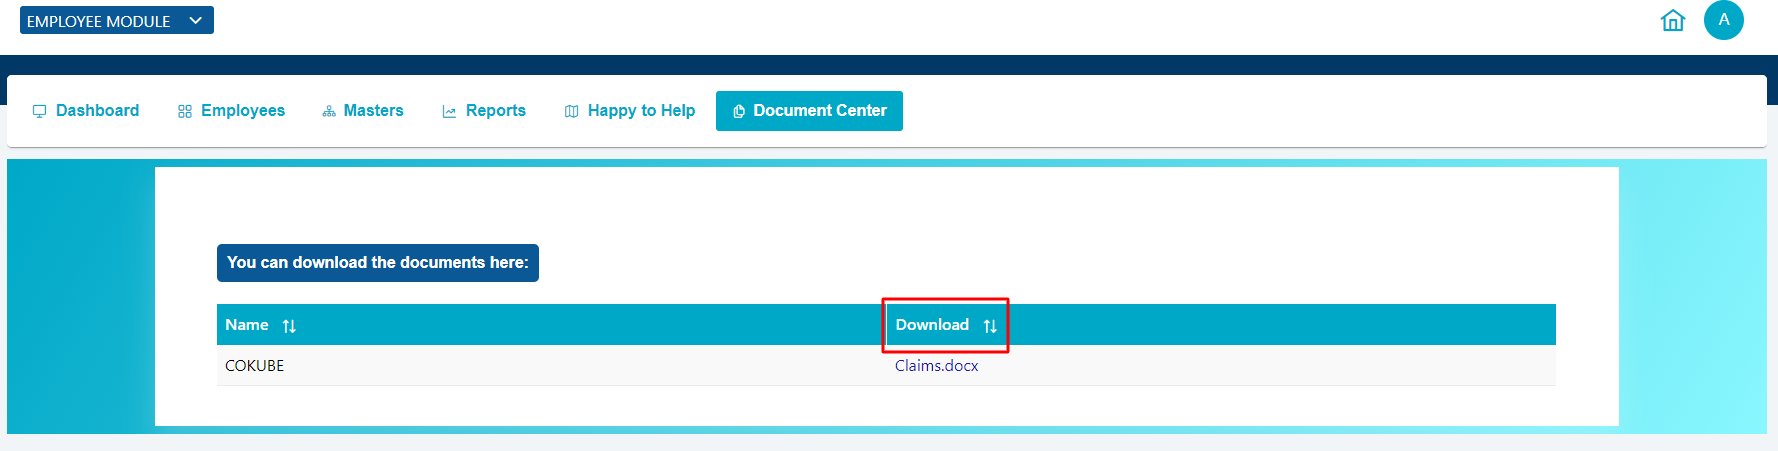 EMPLOYEE MODULE
A
Dashboard Employees Masters Reports Happy to Help Document Center
You can download the documents here:
Name Download
COKUBE Claims.docx